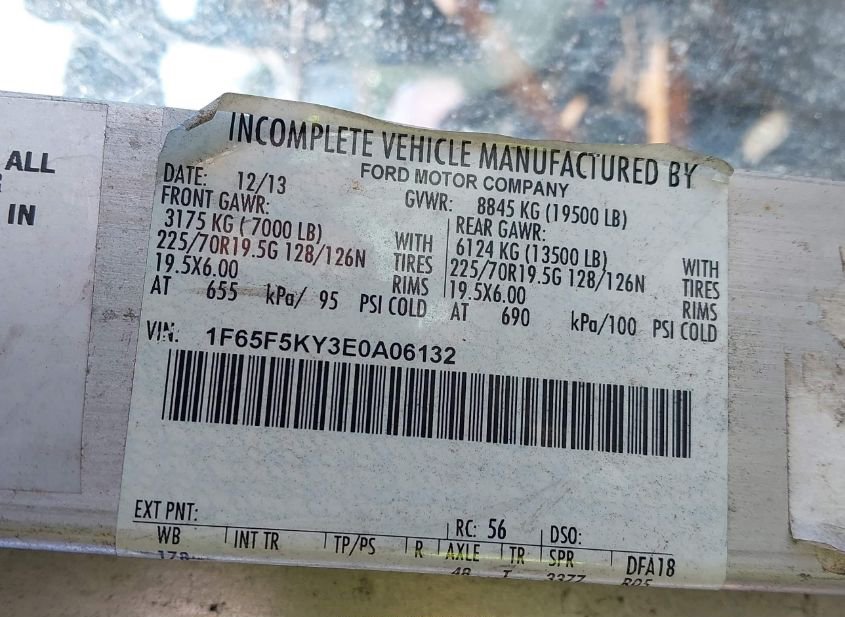 ALL
IN
INCOMPLETE VEHICLE MANUFACTURED BY
FORD MOTOR COMPANY
DATE: 12/13
GVWR: 8845 KG (19500 LB)
FRONT GAWR:
3175 KG ( 7000 LB)
225/70R19.5G 128/126N
19.5X6.00
WITH
TIRES
RIMS
AT 655 kPa/ 95 PSI COLD
REAR GAWR:
6124 KG (13500 LB)
225/70R19.5G 128/126N
19.5X6.00
WITH
TIRES
RIMS
AT 690 kPa/100 PSI COLD
VIN: 1F65F5KY3E0A06132
EXT PNT:
RC: 56 DSO:
WB INT TR TP/PS R AXLE TR SPR DFA18